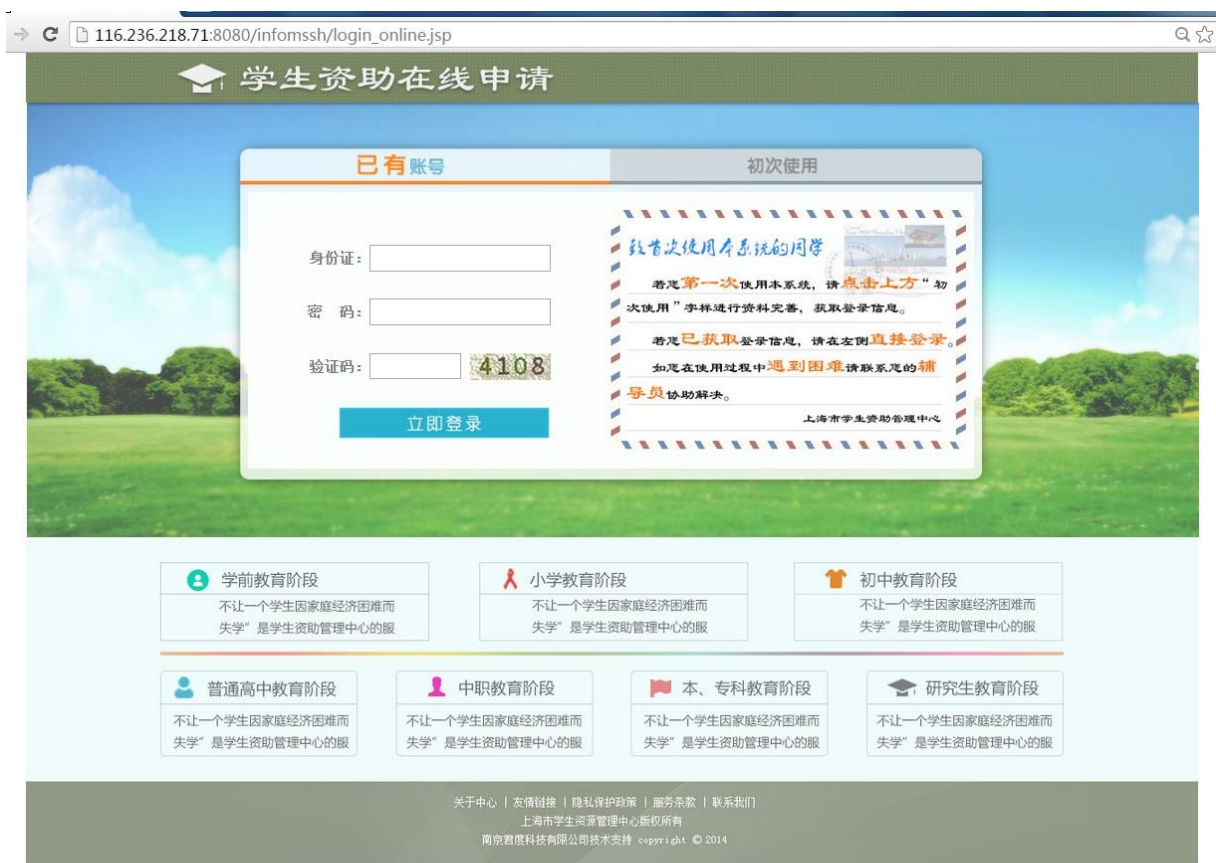 116.236.218.71:8080/infomssh/login_online.jsp
学生资助在线申请
已有账号
初次使用
身份证：
密 码：
验证码：
4108
立即登录
致首次使用本系统的同学
若您第一次使用本系统，请点击上方“初
次使用”字样进行资料完善，获取登录信息。
若您已获取登录信息，请在左侧直接登录。
如您在使用过程中遇到困难请联系您的辅
导员协助解决。
上海市学生资助管理中心
学前教育阶段
不让一个学生因家庭经济困难而
失学”是学生资助管理中心的服
小学教育阶段
不让一个学生因家庭经济困难而
失学”是学生资助管理中心的服
初中教育阶段
不让一个学生因家庭经济困难而
失学”是学生资助管理中心的服
普通高中教育阶段
不让一个学生因家庭经济困难而
失学”是学生资助管理中心的服
中职教育阶段
不让一个学生因家庭经济困难而
失学”是学生资助管理中心的服
本、专科教育阶段
不让一个学生因家庭经济困难而
失学”是学生资助管理中心的服
研究生教育阶段
不让一个学生因家庭经济困难而
失学”是学生资助管理中心的服
关于中心 | 友情链接 | 隐私保护政策 | 服务条款 | 联系我们
上海市学生资源管理中心版权所有
南京君度科技有限公司技术支持 copyright © 2014